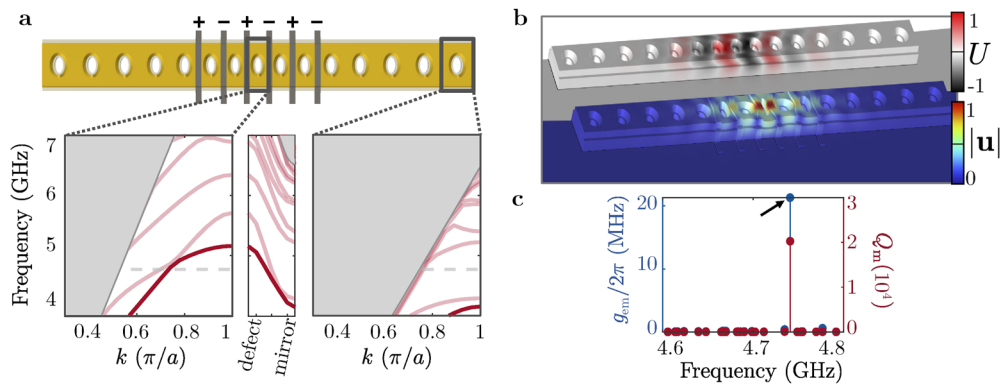 a
+ − + − + −
Frequency (GHz)
7
6
5
4
0.4 0.6 0.8 1
k (π/a)
defect
mirror
0.4 0.6 0.8 1
k (π/a)
b
1
U
-1
1
|u|
0
c
g_em/2π (MHz)
20
10
0
3
2
1
0
Q_m (10⁴)
4.6 4.7 4.8
Frequency (GHz)